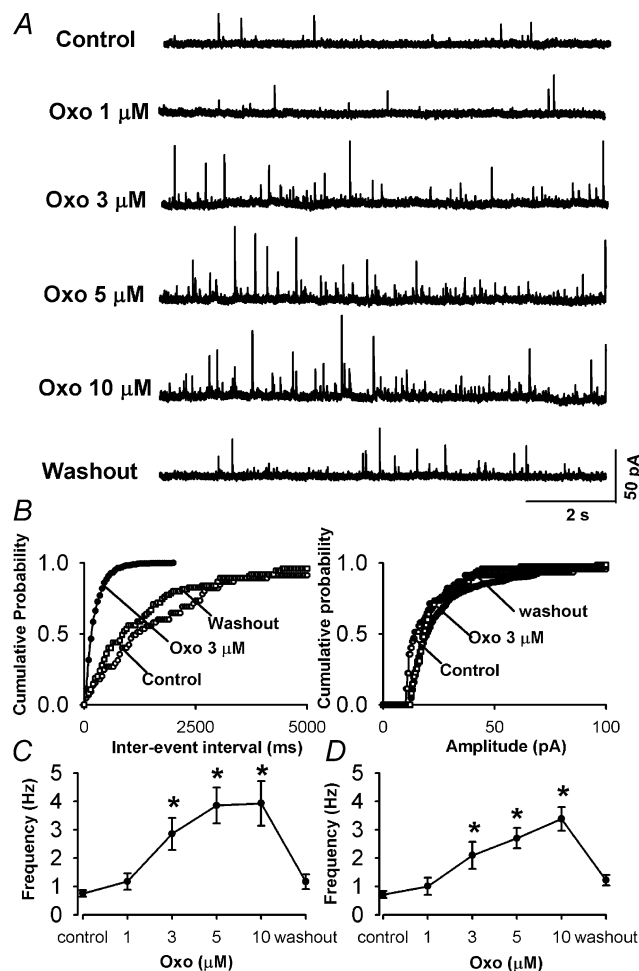 A
Control
Oxo 1 μM
Oxo 3 μM
Oxo 5 μM
Oxo 10 μM
Washout
50 pA
2 s
B
Cumulative Probability
1.0
0.5
0.0
Washout
Oxo 3 μM
Control
0 2500 5000
Inter-event interval (ms)
Cumulative probability
1.0
0.5
0.0
washout
Oxo 3 μM
Control
0 50 100
Amplitude (pA)
C
Frequency (Hz)
5
4
3
2
1
0
* * *
control 1 3 5 10 washout
Oxo (μM)
D
Frequency (Hz)
5
4
3
2
1
0
* * *
control 1 3 5 10 washout
Oxo (μM)